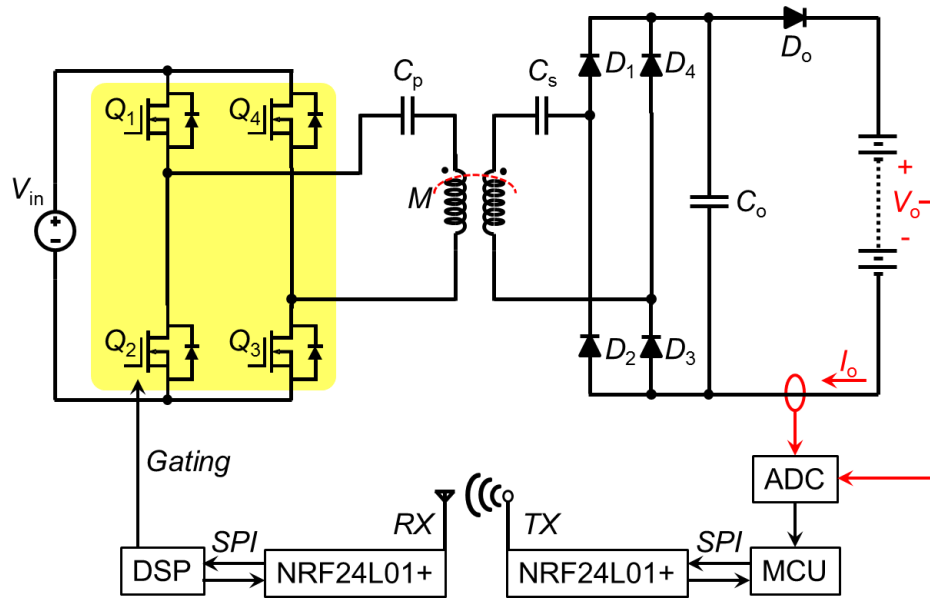 D₁
D₄
Dₒ
Cₚ
Cₛ
Q₁
Q₄
+
Vᵢₙ
M
Cₒ
Vₒ
-
Q₂
Q₃
D₂
D₃
Iₒ
Gating
ADC
RX
TX
SPI
SPI
DSP
NRF24L01+
NRF24L01+
MCU